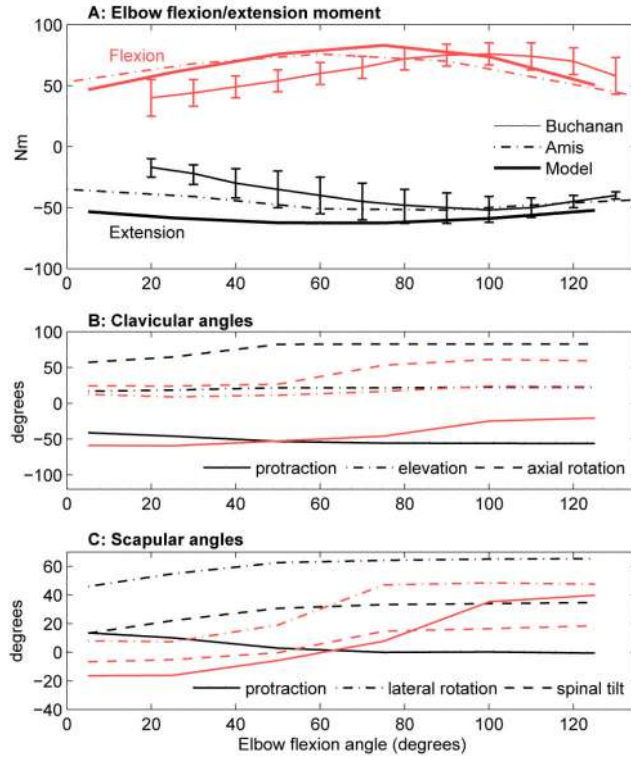 A: Elbow flexion/extension moment
100
Flexion
50
Nm
0
Buchanan
Amis
Model
−50
Extension
−100
0 20 40 60 80 100 120
B: Clavicular angles
100
50
degrees
0
−50
−100
protraction elevation axial rotation
0 20 40 60 80 100 120
C: Scapular angles
60
40
degrees
20
0
−20
protraction lateral rotation spinal tilt
−40
0 20 40 60 80 100 120
Elbow flexion angle (degrees)